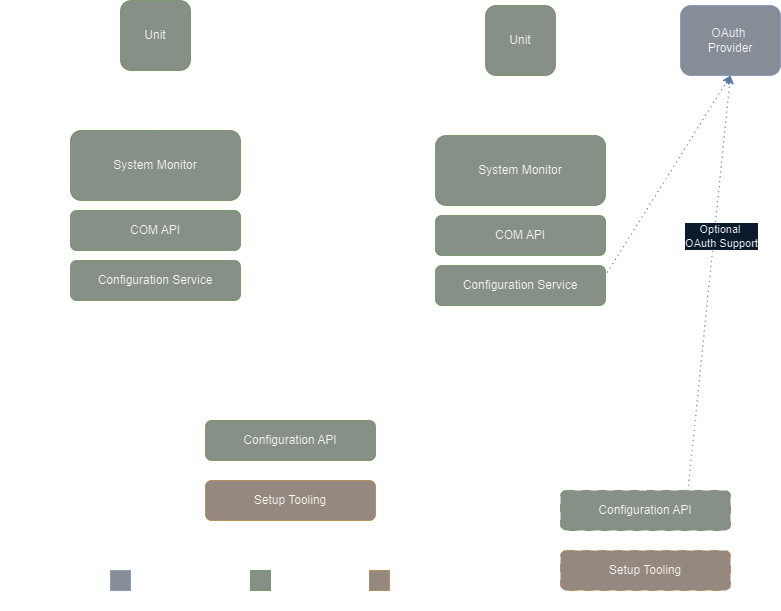 Unit
Unit
OAuth
Provider
System Monitor
System Monitor
COM API
COM API
Optional
OAuth Support
Configuration Service
Configuration Service
Configuration API
Setup Tooling
Configuration API
Setup Tooling